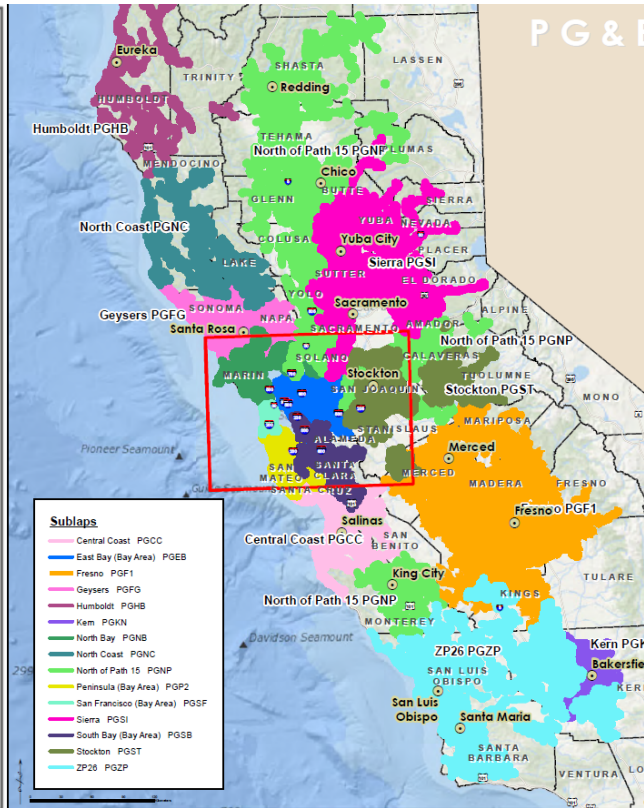 PG&E
LASSEN
SHASTA
Eureka
TRINITY
Redding
HUMBOLDT
Humboldt PGHB
TEHAMA
North of Path 15 PGNP
PLUMAS
MENDOCINO
Chico
BUTTE
GLENN
SIERRA
YUBA
NEVADA
North Coast PGNC
COLUSA
Yuba City
PLACER
LAKE
Sierra PGSI
SUTTER
EL DORADO
YOLO
SONOMA
Geysers PGFG
NAPA
Sacramento
ALPINE
Santa Rosa
SACRAMENTO
AMADOR
North of Path 15 PGNP
SOLANO
CALAVERAS
MARIN
Stockton
TUOLUMNE
SAN JOAQUIN
Stockton PGST
MONO
STANISLAUS
MARIPOSA
ALAMEDA
Pioneer Seamount
Merced
SANTA
CLARA
SAN
MATEO
MERCED
MADERA
FRESNO
SANTA CRUZ
Fresno
PGF1
Salinas
Central Coast PGCC
SAN
BENITO
TULARE
King City
KINGS
North of Path 15 PGNP
MONTEREY
Davidson Seamount
ZP26 PGZP
Kern PGK
SAN LUIS
OBISPO
Bakersfie
KER
San Luis
Obispo
Santa Maria
SANTA
BARBARA
VENTURA
LO
Sublaps
Central Coast PGCC
East Bay (Bay Area) PGEB
Fresno PGF1
Geysers PGFG
Humboldt PGHB
Kern PGKN
North Bay PGNB
North Coast PGNC
North of Path 15 PGNP
Peninsula (Bay Area) PGP2
San Francisco (Bay Area) PGSF
Sierra PGSI
South Bay (Bay Area) PGSB
Stockton PGST
ZP26 PGZP